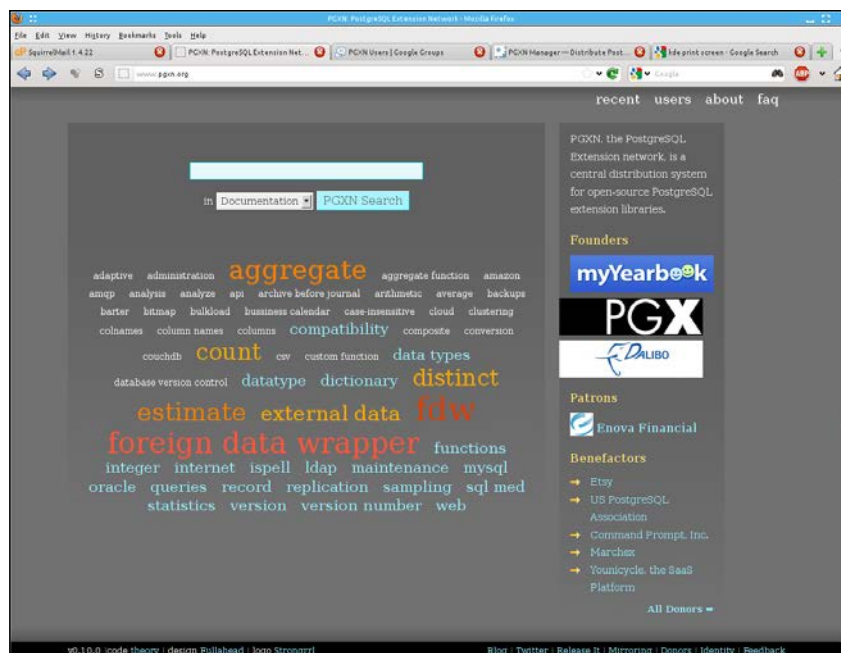 PGXN: PostgreSQL Extension Network - Mozilla Firefox
File Edit View History Bookmarks Tools Help
SquirrelMail 1.4.22 PGXN: PostgreSQL Extension Net... PGXN Users | Google Groups PGXN Manager — Distribute Post... kde print screen - Google Search
www.pgxn.org Google ABP
recent users about faq
in Documentation PGXN Search
adaptive administration aggregate aggregate function amazon
amqp analysis analyze api archive before journal arithmetic average backups
barter bitmap bulkload bussiness calendar case-insensitive cloud clustering
colnames column names columns compatibility composite conversion
couchdb count csv custom function data types
database version control datatype dictionary distinct
estimate external data fdw
foreign data wrapper functions
integer internet ispell ldap maintenance mysql
oracle queries record replication sampling sql med
statistics version version number web
PGXN, the PostgreSQL
Extension network, is a
central distribution system
for open-source PostgreSQL
extension libraries.
Founders
myYearbook
PGX
DALIBO
Patrons
Enova Financial
Benefactors
→ Etsy
→ US PostgreSQL
Association
→ Command Prompt, Inc.
→ Marchex
→ Younicycle, the SaaS
Platform
All Donors ➡
v0.10.0 | code theory | design Fullahead | logo Strongrrl
Blog | Twitter | Release It | Mirroring | Donors | Identity | Feedback